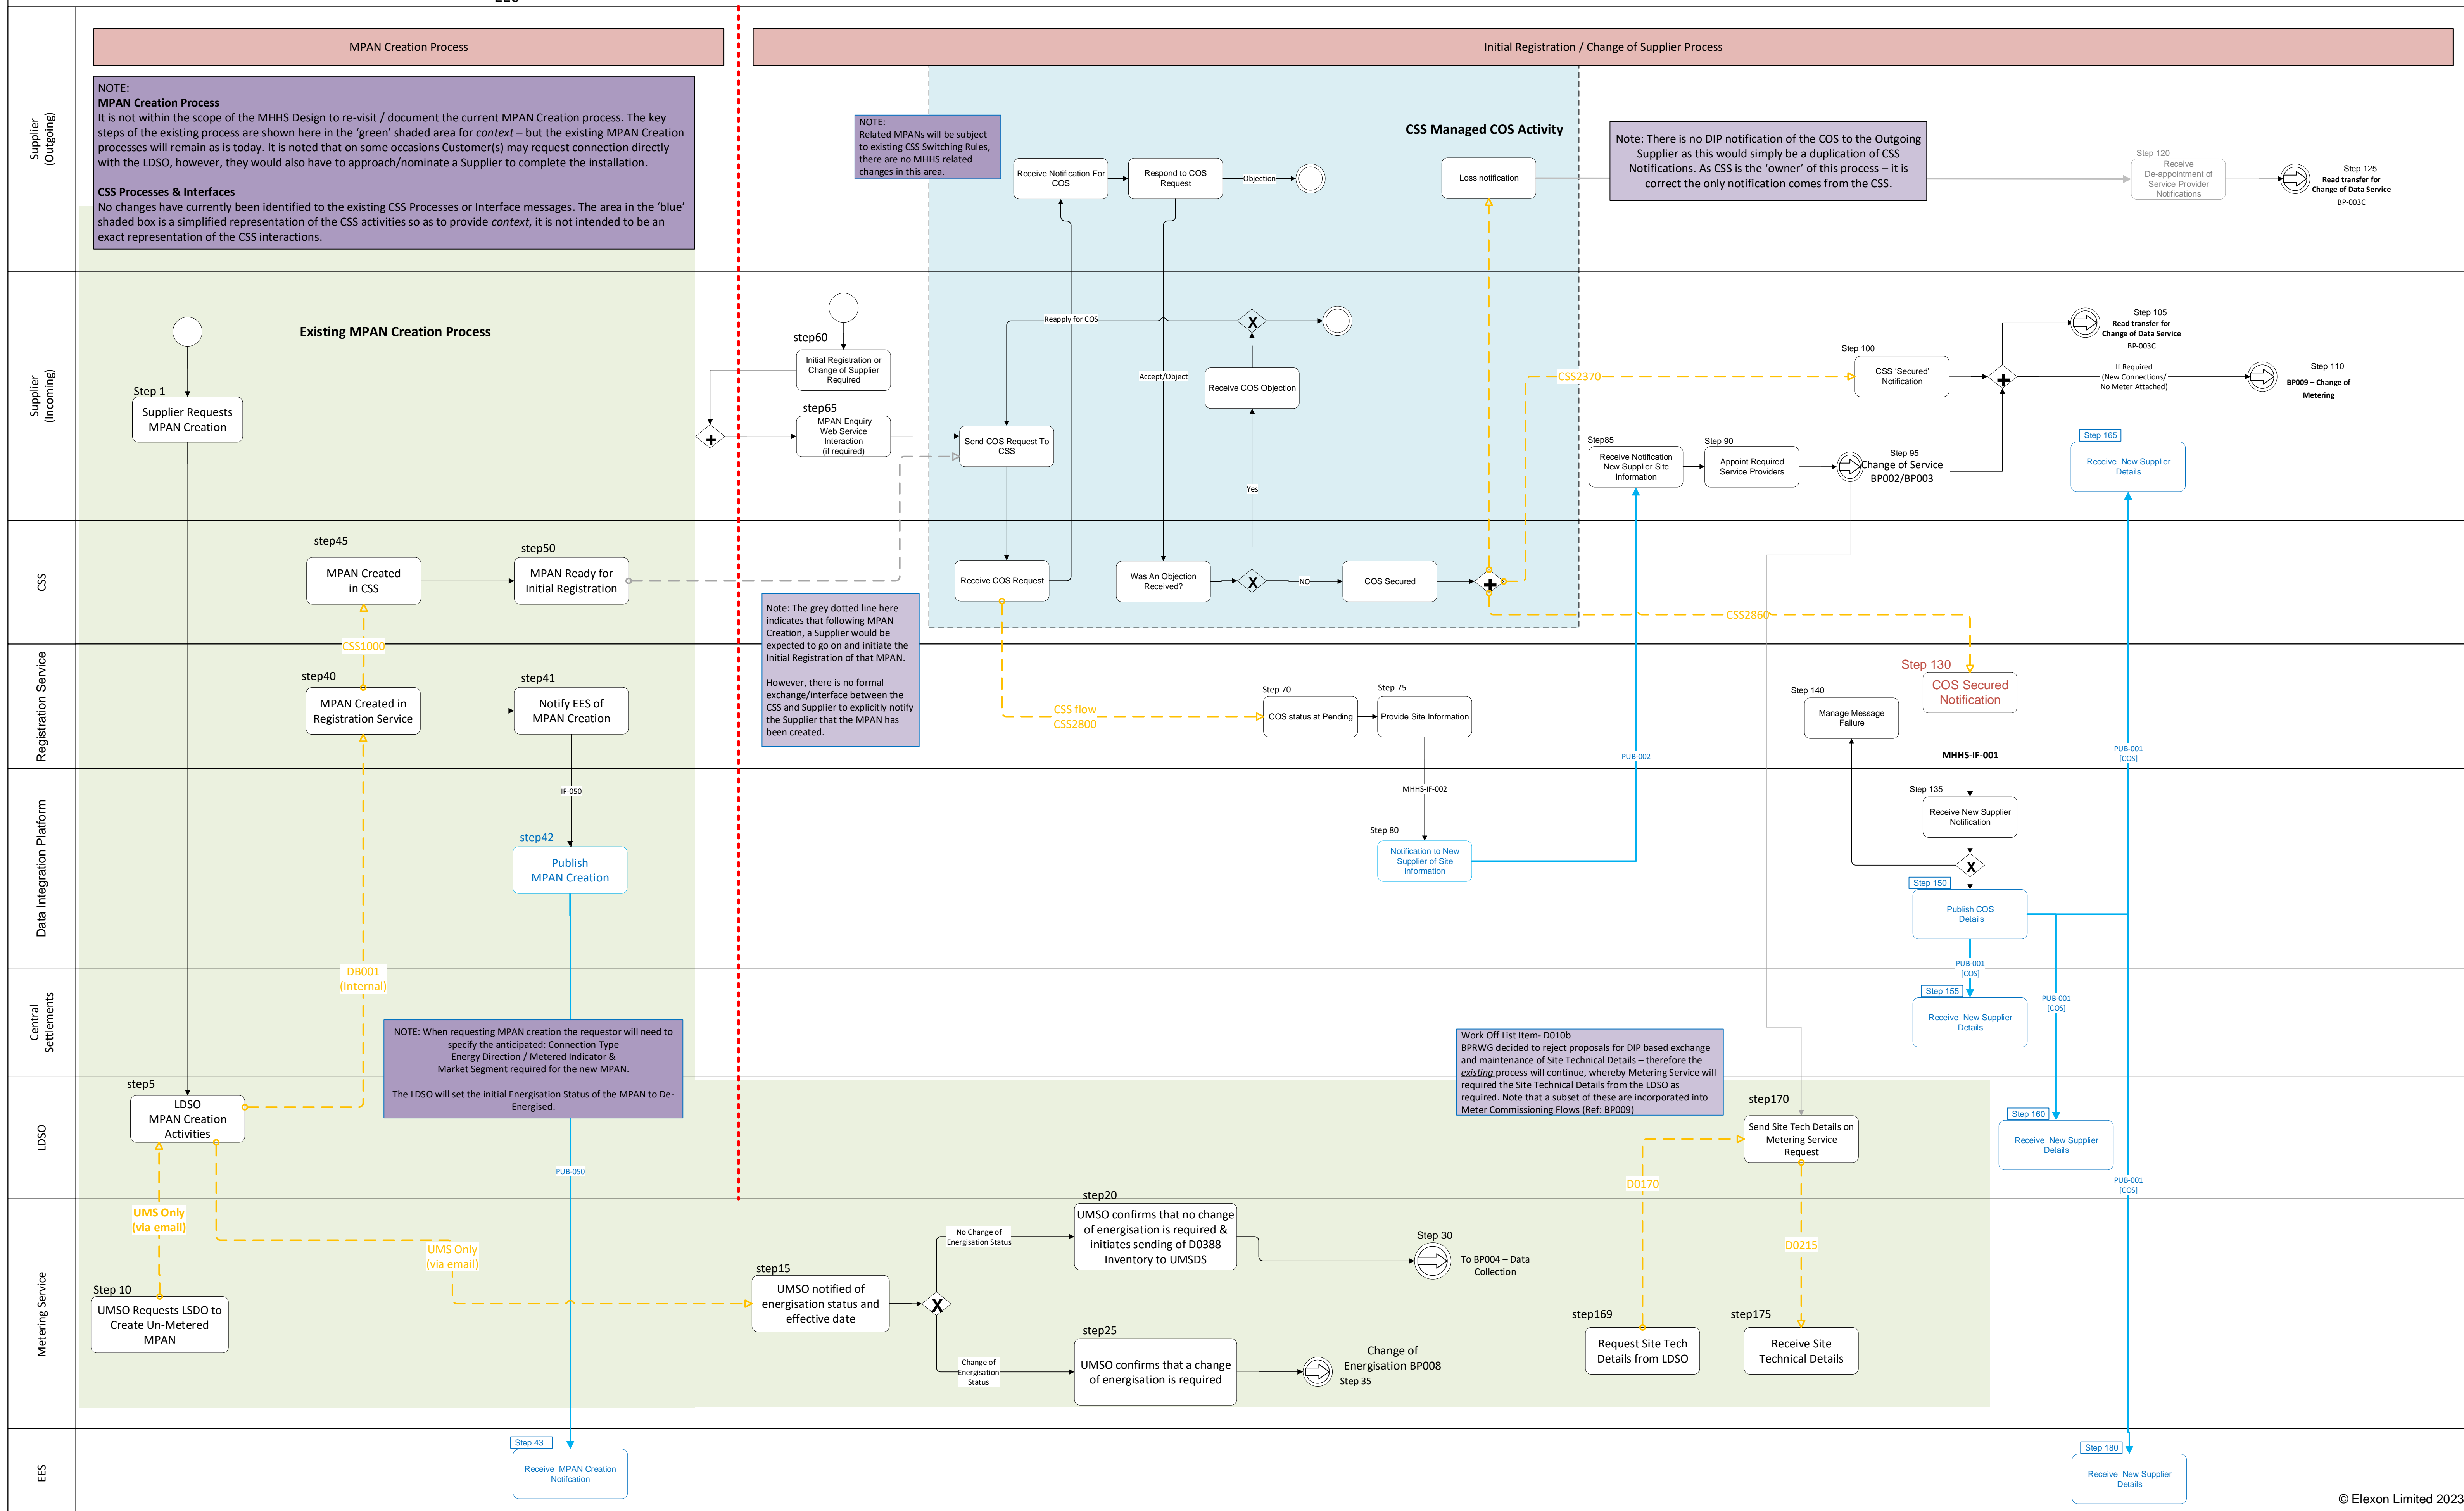 MPAN Creation Process
Initial Registration / Change of Supplier Process
Supplier
(Outgoing)
NOTE:
MPAN Creation Process
It is not within the scope of the MHHS Design to re-visit / document the current MPAN Creation process. The key
steps of the existing process are shown here in the ‘green’ shaded area for context – but the existing MPAN Creation
processes will remain as is today. It is noted that on some occasions Customer(s) may request connection directly
with the LDSO, however, they would also have to approach/nominate a Supplier to complete the installation.
CSS Processes & Interfaces
No changes have currently been identified to the existing CSS Processes or Interface messages. The area in the ‘blue’
shaded box is a simplified representation of the CSS activities so as to provide context, it is not intended to be an
exact representation of the CSS interactions.
NOTE:
Related MPANs will be subject
to existing CSS Switching Rules,
there are no MHHS related
changes in this area.
CSS Managed COS Activity
Receive Notification For
COS
Respond to COS
Request
Objection
Loss notification
Note: There is no DIP notification of the COS to the Outgoing
Supplier as this would simply be a duplication of CSS
Notifications. As CSS is the ‘owner’ of this process – it is
correct the only notification comes from the CSS.
Step 120
Receive
De-appointment of
Service Provider
Notifications
Step 125
Read transfer for
Change of Data Service
BP-003C
Supplier
(Incoming)
Existing MPAN Creation Process
Step 1
Supplier Requests
MPAN Creation
step60
Initial Registration or
Change of Supplier
Required
step65
MPAN Enquiry
Web Service
Interaction
(if required)
Reapply for COS
X
Accept/Object
Receive COS Objection
Send COS Request To
CSS
Yes
CSS2370
Step 100
CSS ‘Secured’
Notification
Step 105
Read transfer for
Change of Data Service
BP-003C
If Required
(New Connections/
No Meter Attached)
Step 110
BP009 – Change of
Metering
Step85
Receive Notification
New Supplier Site
Information
Step 90
Appoint Required
Service Providers
Step 95
Change of Service
BP002/BP003
Step 165
Receive New Supplier
Details
CSS
step45
MPAN Created
in CSS
step50
MPAN Ready for
Initial Registration
Receive COS Request
Was An Objection
Received?
X
NO
COS Secured
CSS2860
Note: The grey dotted line here
indicates that following MPAN
Creation, a Supplier would be
expected to go on and initiate the
Initial Registration of that MPAN.
However, there is no formal
exchange/interface between the
CSS and Supplier to explicitly notify
the Supplier that the MPAN has
been created.
Registration Service
CSS1000
step40
MPAN Created in
Registration Service
step41
Notify EES of
MPAN Creation
CSS flow
CSS2800
Step 70
COS status at Pending
Step 75
Provide Site Information
PUB-002
Step 130
COS Secured
Notification
Step 140
Manage Message
Failure
MHHS-IF-001
PUB-001
[COS]
Data Integration Platform
IF-050
step42
Publish
MPAN Creation
MHHS-IF-002
Step 80
Notification to New
Supplier of Site
Information
Step 135
Receive New Supplier
Notification
X
Step 150
Publish COS
Details
Central
Settlements
DB001
(Internal)
PUB-001
[COS]
Step 155
Receive New Supplier
Details
PUB-001
[COS]
NOTE: When requesting MPAN creation the requestor will need to
specify the anticipated: Connection Type
Energy Direction / Metered Indicator &
Market Segment required for the new MPAN.
The LDSO will set the initial Energisation Status of the MPAN to De-
Energised.
Work Off List Item- D010b
BPRWG decided to reject proposals for DIP based exchange
and maintenance of Site Technical Details – therefore the
existing process will continue, whereby Metering Service will
required the Site Technical Details from the LDSO as
required. Note that a subset of these are incorporated into
Meter Commissioning Flows (Ref: BP009)
LDSO
step5
LDSO
MPAN Creation
Activities
PUB-050
step170
Send Site Tech Details on
Metering Service
Request
D0170
Step 160
Receive New Supplier
Details
PUB-001
[COS]
Metering Service
UMS Only
(via email)
UMS Only
(via email)
Step 10
UMSO Requests LSDO to
Create Un-Metered
MPAN
step15
UMSO notified of
energisation status and
effective date
X
No Change of
Energisation Status
step20
UMSO confirms that no change
of energisation is required &
initiates sending of D0388
Inventory to UMSDS
Step 30
To BP004 – Data
Collection
Change of
Energisation
Status
step25
UMSO confirms that a change
of energisation is required
Change of
Energisation BP008
Step 35
D0215
step169
Request Site Tech
Details from LDSO
step175
Receive Site
Technical Details
EES
Step 43
Receive MPAN Creation
Notifcation
Step 180
Receive New Supplier
Details
© Elexon Limited 2023